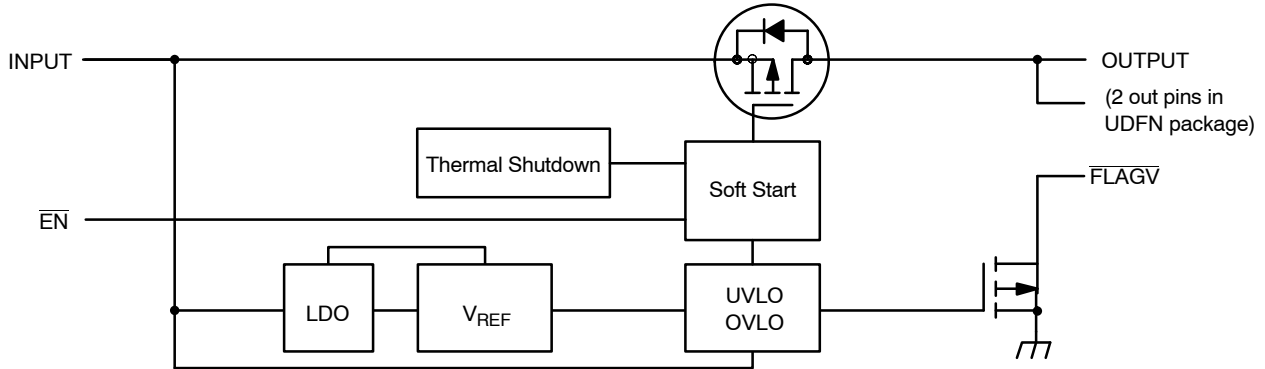 INPUT
OUTPUT
(2 out pins in
UDFN package)
Thermal Shutdown
Soft Start
FLAGV
EN
LDO
VREF
UVLO
OVLO